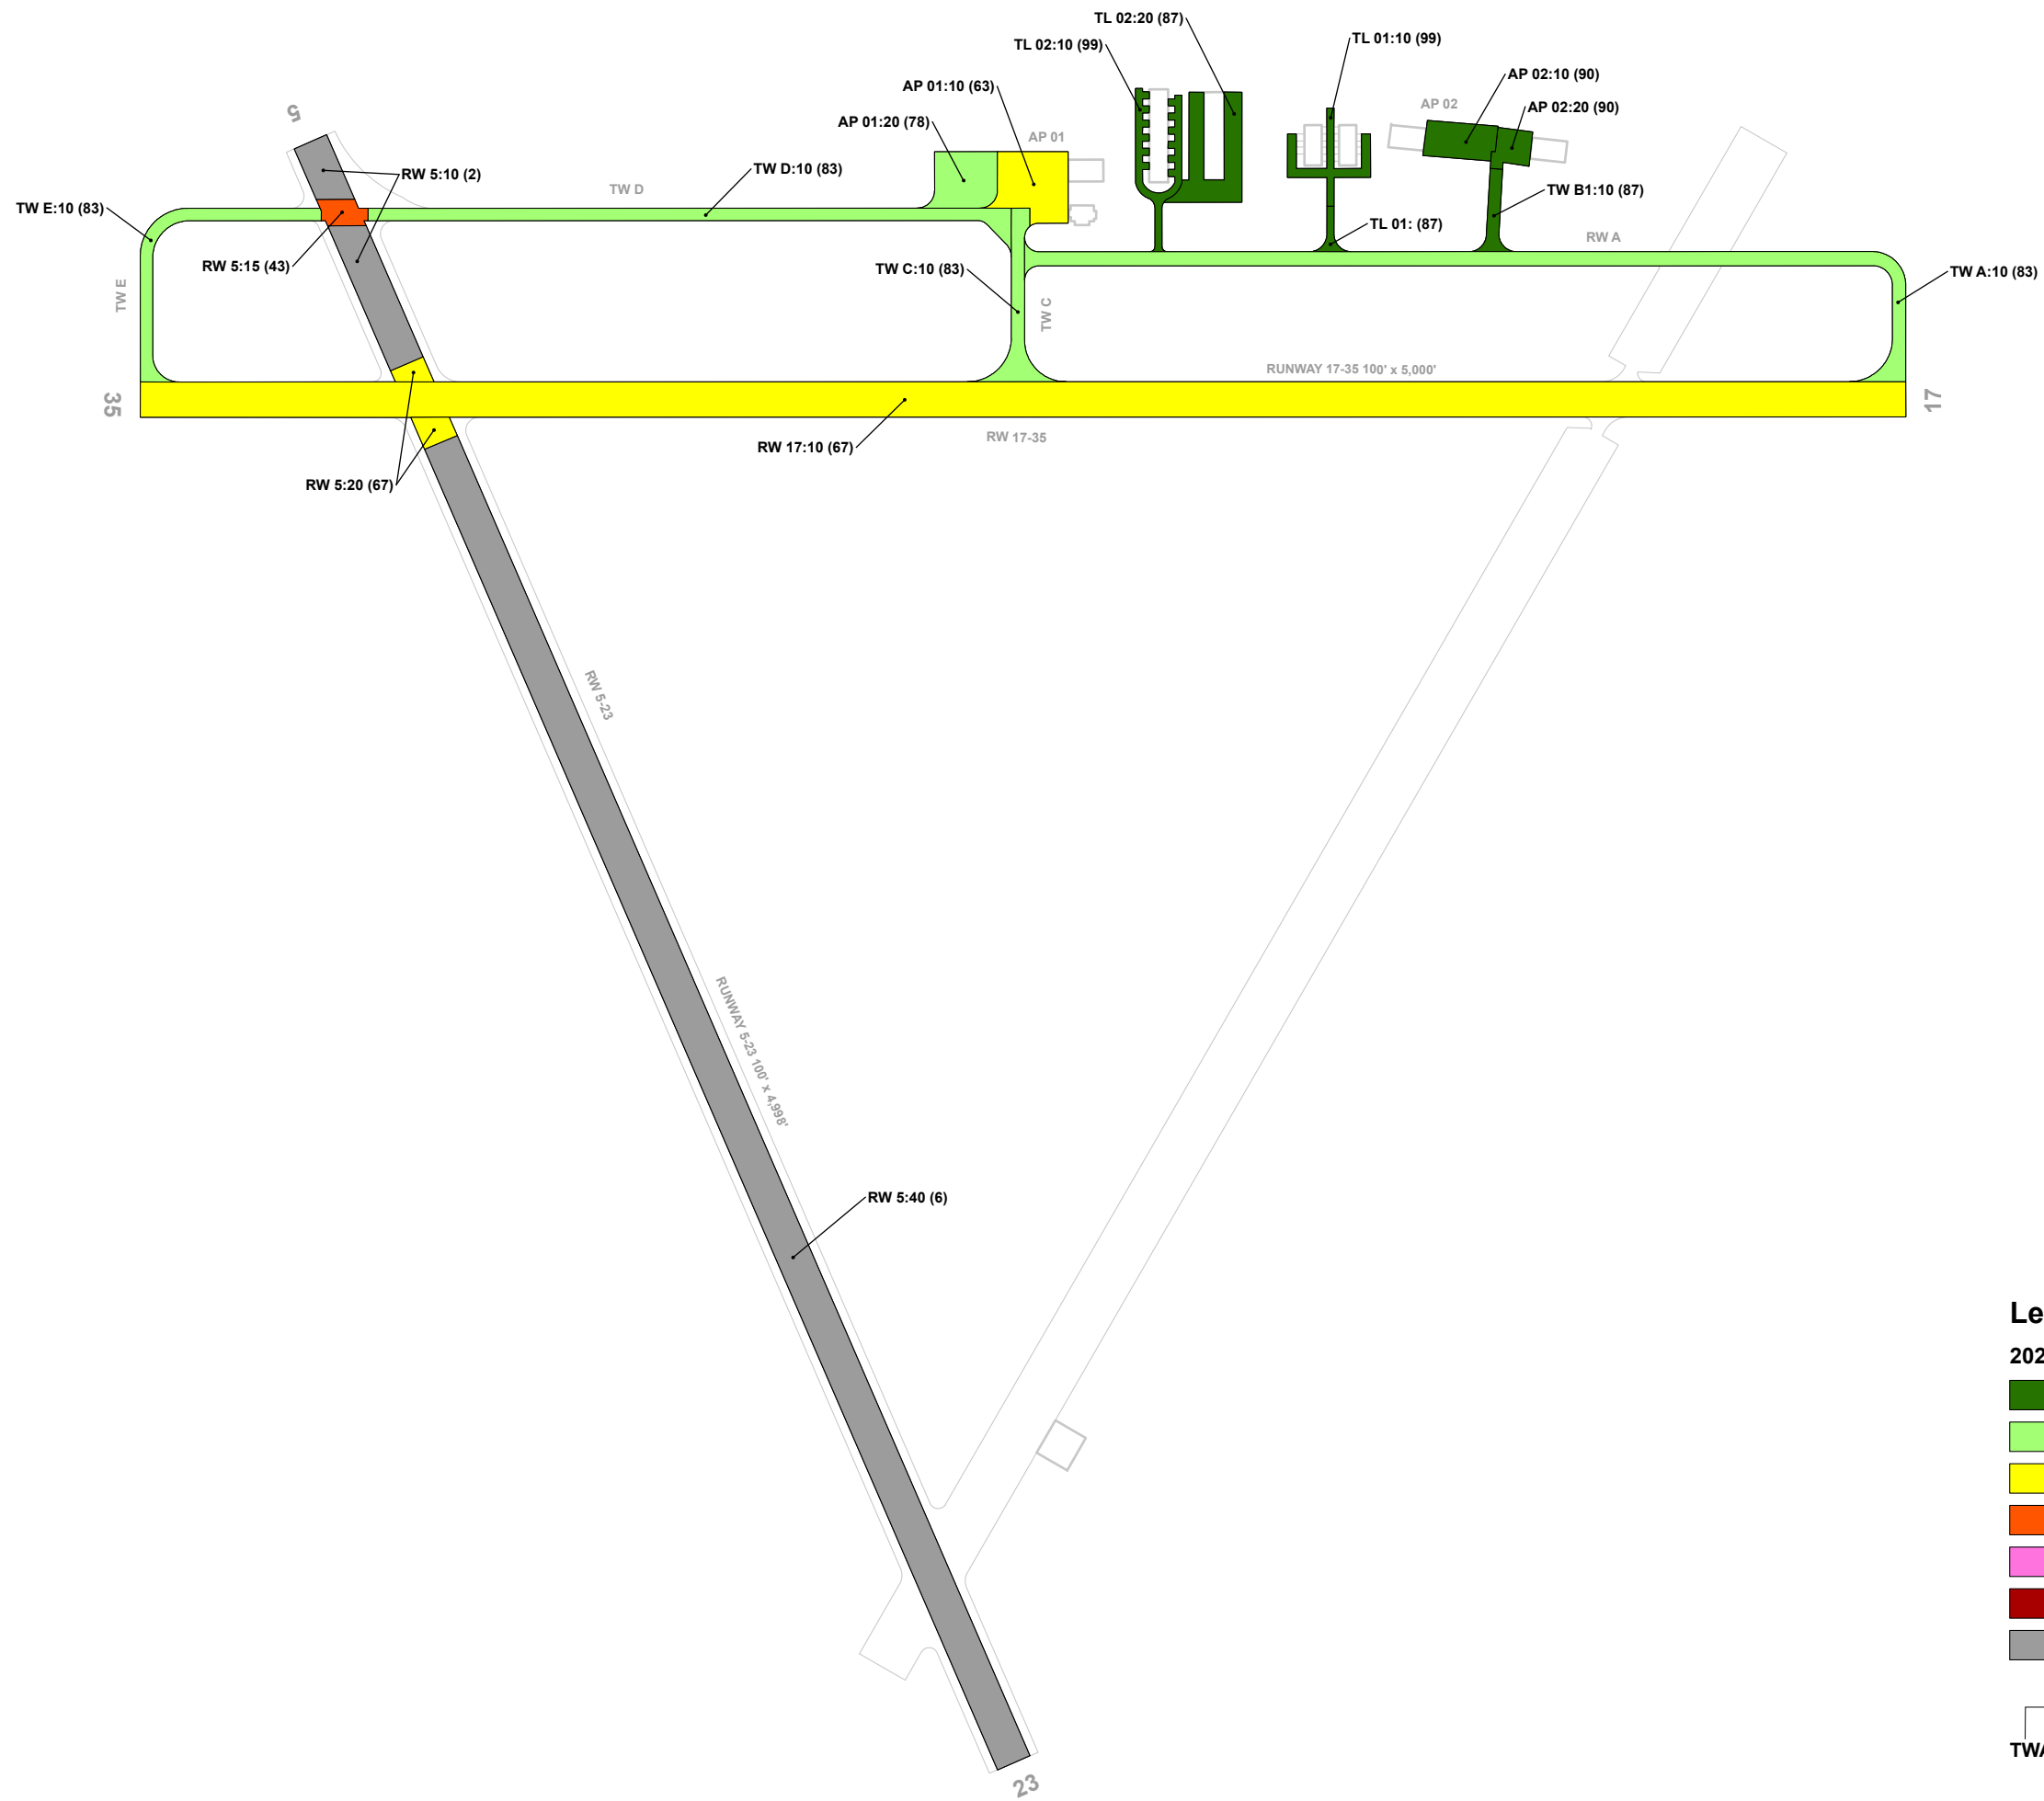 TL 02:20 (87)
TL 02:10 (99)
TL 01:10 (99)
AP 01:10 (63)
AP 02:10 (90)
AP 02
AP 02:20 (90)
5
AP 01:20 (78)
AP 01
RW 5:10 (2)
TW D
TW D:10 (83)
TW B1:10 (87)
TW E:10 (83)
TL 01: (87)
RW A
RW 5:15 (43)
TW E
TW C:10 (83)
TW C
TW A:10 (83)
RUNWAY 17-35 100' x 5,000'
35
17
RW 17:10 (67)
RW 17-35
RW 5:20 (67)
RW 5-23
RUNWAY 5-23 100' x 4,998'
RW 5:40 (6)
Le
202
TWA
23